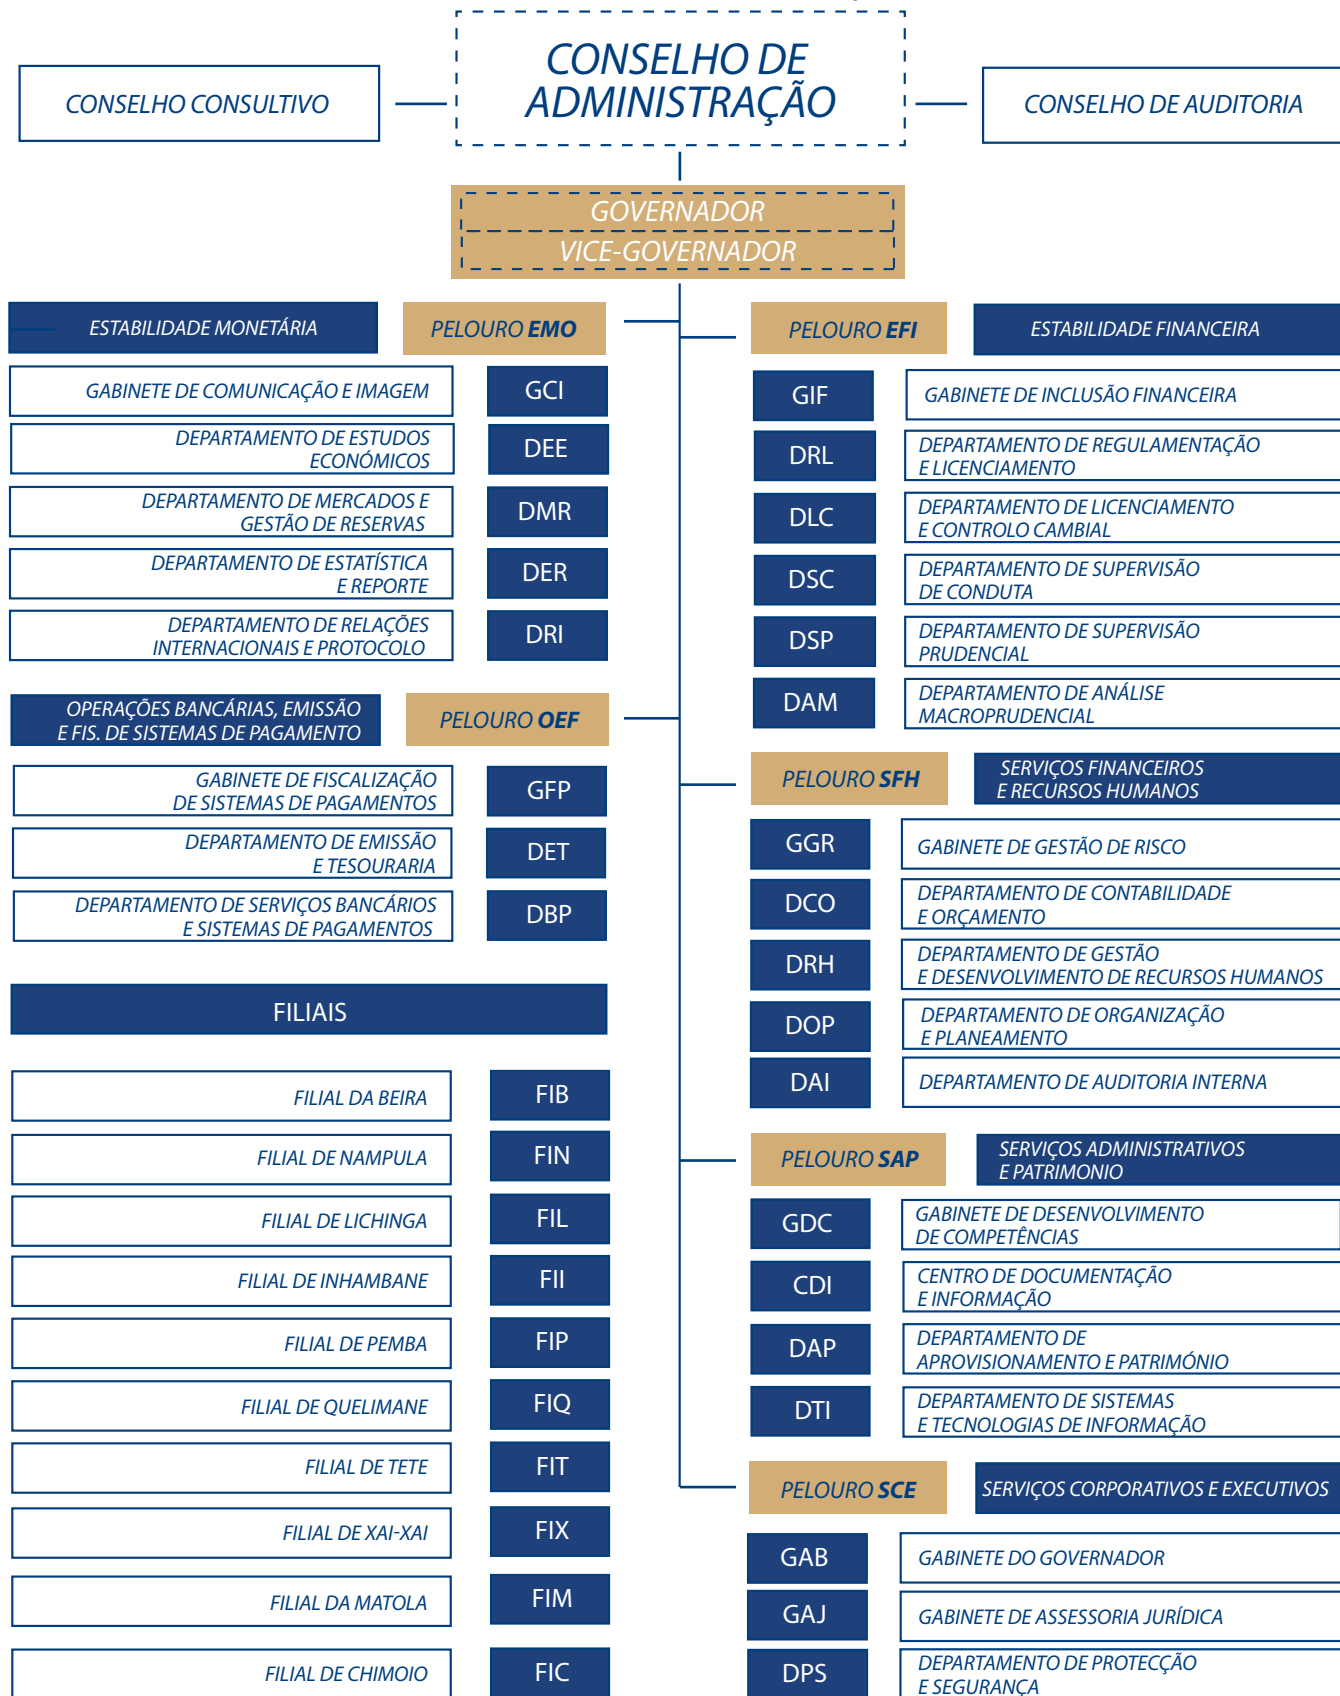 CONSELHO DE
ADMINISTRAÇÃO
CONSELHO CONSULTIVO
CONSELHO DE AUDITORIA
GOVERNADOR
VICE-GOVERNADOR
ESTABILIDADE MONETÁRIA
PELOURO EMO
GABINETE DE COMUNICAÇÃO E IMAGEM
GCI
DEPARTAMENTO DE ESTUDOS
ECONÓMICOS
DEE
DEPARTAMENTO DE MERCADOS E
GESTÃO DE RESERVAS
DMR
DEPARTAMENTO DE ESTATÍSTICA
E REPORTE
DER
DEPARTAMENTO DE RELAÇÕES
INTERNACIONAIS E PROTOCOLO
DRI
OPERAÇÕES BANCÁRIAS, EMISSÃO
E FIS. DE SISTEMAS DE PAGAMENTO
PELOURO OEF
GABINETE DE FISCALIZAÇÃO
DE SISTEMAS DE PAGAMENTOS
GFP
DEPARTAMENTO DE EMISSÃO
E TESOURARIA
DET
DEPARTAMENTO DE SERVIÇOS BANCÁRIOS
E SISTEMAS DE PAGAMENTOS
DBP
FILIAIS
FILIAL DA BEIRA
FIB
FILIAL DE NAMPULA
FIN
FILIAL DE LICHINGA
FIL
FILIAL DE INHAMBANE
FII
FILIAL DE PEMBA
FIP
FILIAL DE QUELIMANE
FIQ
FILIAL DE TETE
FIT
FILIAL DE XAI-XAI
FIX
FILIAL DA MATOLA
FIM
FILIAL DE CHIMOIO
FIC
PELOURO EFI
ESTABILIDADE FINANCEIRA
GIF
GABINETE DE INCLUSÃO FINANCEIRA
DRL
DEPARTAMENTO DE REGULAMENTAÇÃO
E LICENCIAMENTO
DLC
DEPARTAMENTO DE LICENCIAMENTO
E CONTROLO CAMBIAL
DSC
DEPARTAMENTO DE SUPERVISÃO
DE CONDUTA
DSP
DEPARTAMENTO DE SUPERVISÃO
PRUDENCIAL
DAM
DEPARTAMENTO DE ANÁLISE
MACROPRUDENCIAL
PELOURO SFH
SERVIÇOS FINANCEIROS
E RECURSOS HUMANOS
GGR
GABINETE DE GESTÃO DE RISCO
DCO
DEPARTAMENTO DE CONTABILIDADE
E ORÇAMENTO
DRH
DEPARTAMENTO DE GESTÃO
E DESENVOLVIMENTO DE RECURSOS HUMANOS
DOP
DEPARTAMENTO DE ORGANIZAÇÃO
E PLANEAMENTO
DAI
DEPARTAMENTO DE AUDITORIA INTERNA
PELOURO SAP
SERVIÇOS ADMINISTRATIVOS
E PATRIMONIO
GDC
GABINETE DE DESENVOLVIMENTO
DE COMPETÊNCIAS
CDI
CENTRO DE DOCUMENTAÇÃO
E INFORMAÇÃO
DAP
DEPARTAMENTO DE
APROVISIONAMENTO E PATRIMÓNIO
DTI
DEPARTAMENTO DE SISTEMAS
E TECNOLOGIAS DE INFORMAÇÃO
PELOURO SCE
SERVIÇOS CORPORATIVOS E EXECUTIVOS
GAB
GABINETE DO GOVERNADOR
GAJ
GABINETE DE ASSESSORIA JURÍDICA
DPS
DEPARTAMENTO DE PROTECÇÃO
E SEGURANÇA